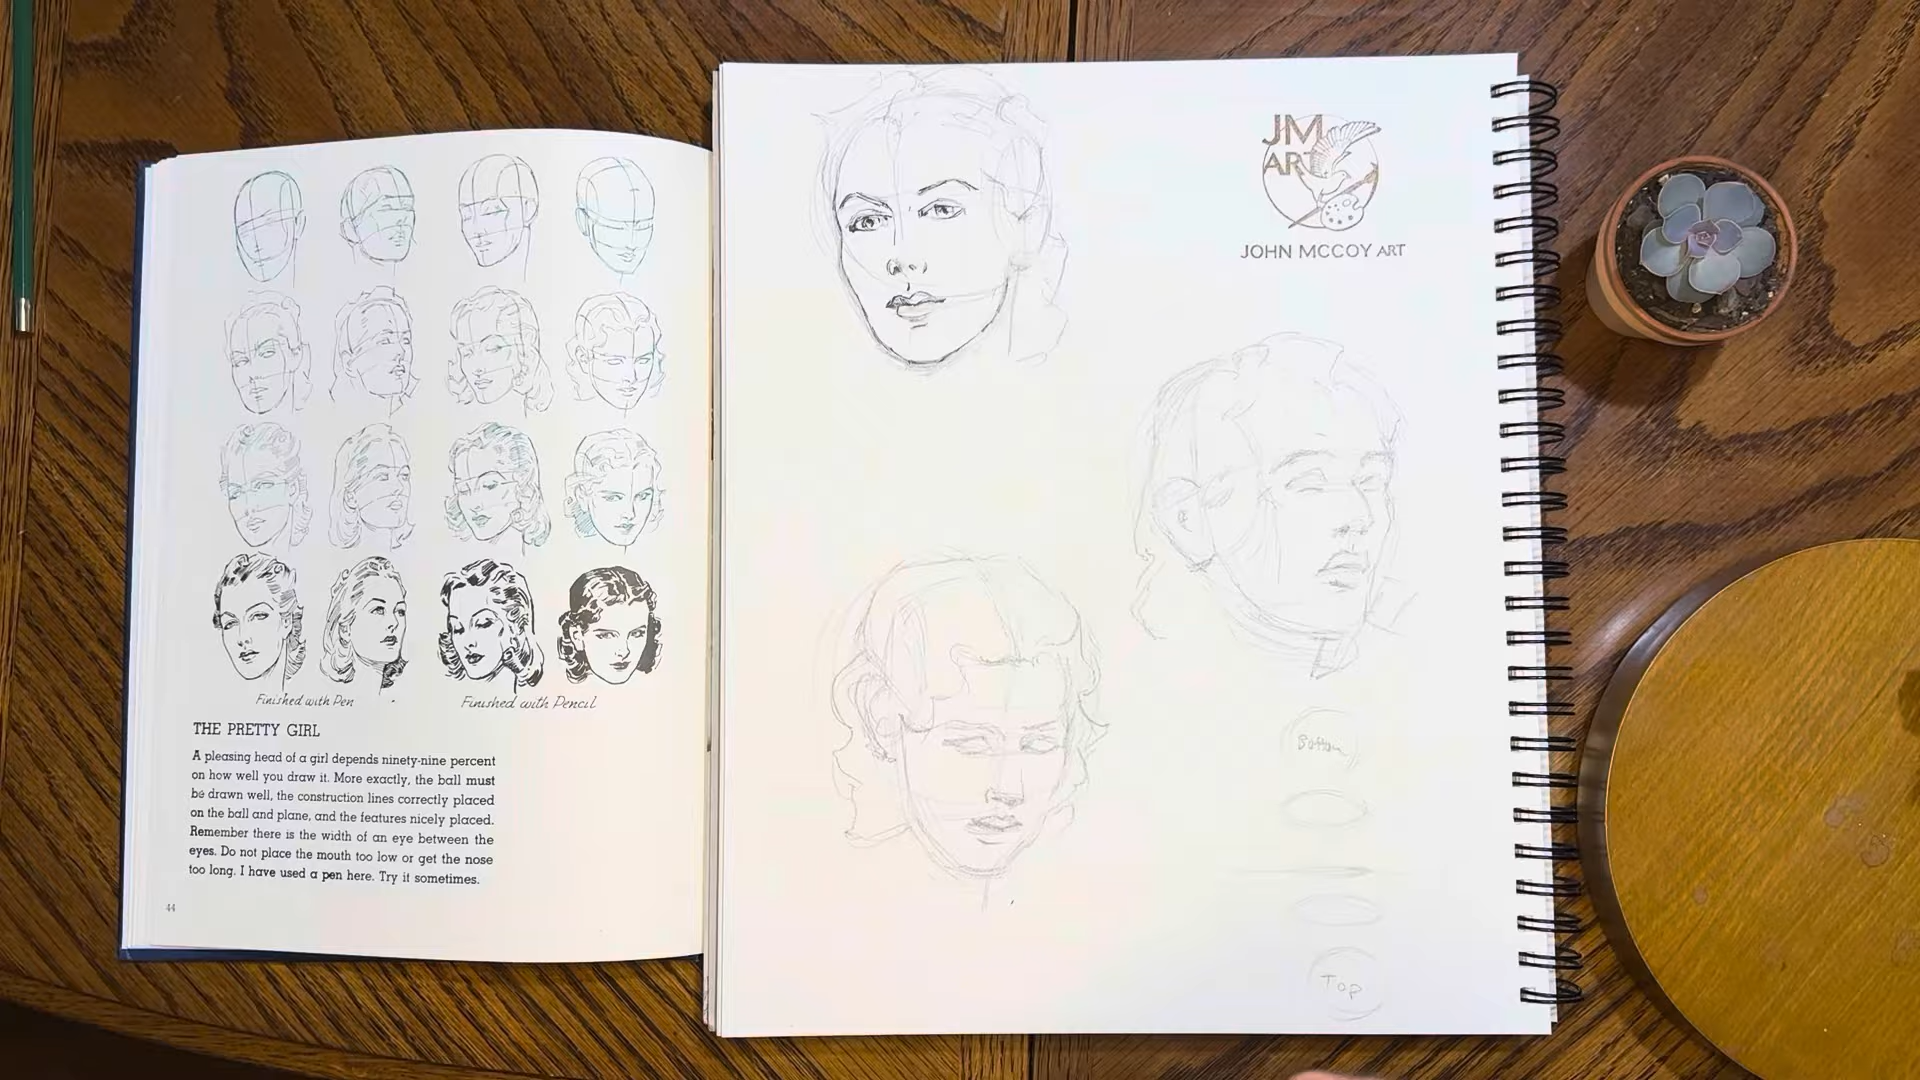 Finished with Pen
Finished with Pencil
THE PRETTY GIRL
A pleasing head of a girl depends ninety-nine percent
on how well you draw it. More exactly, the ball must
be drawn well, the construction lines correctly placed
on the ball and plane, and the features nicely placed.
Remember there is the width of an eye between the
eyes. Do not place the mouth too low or get the nose
too long. I have used a pen here. Try it sometimes.
44
JM
ART
JOHN MCCOY ART
Bottom
Top